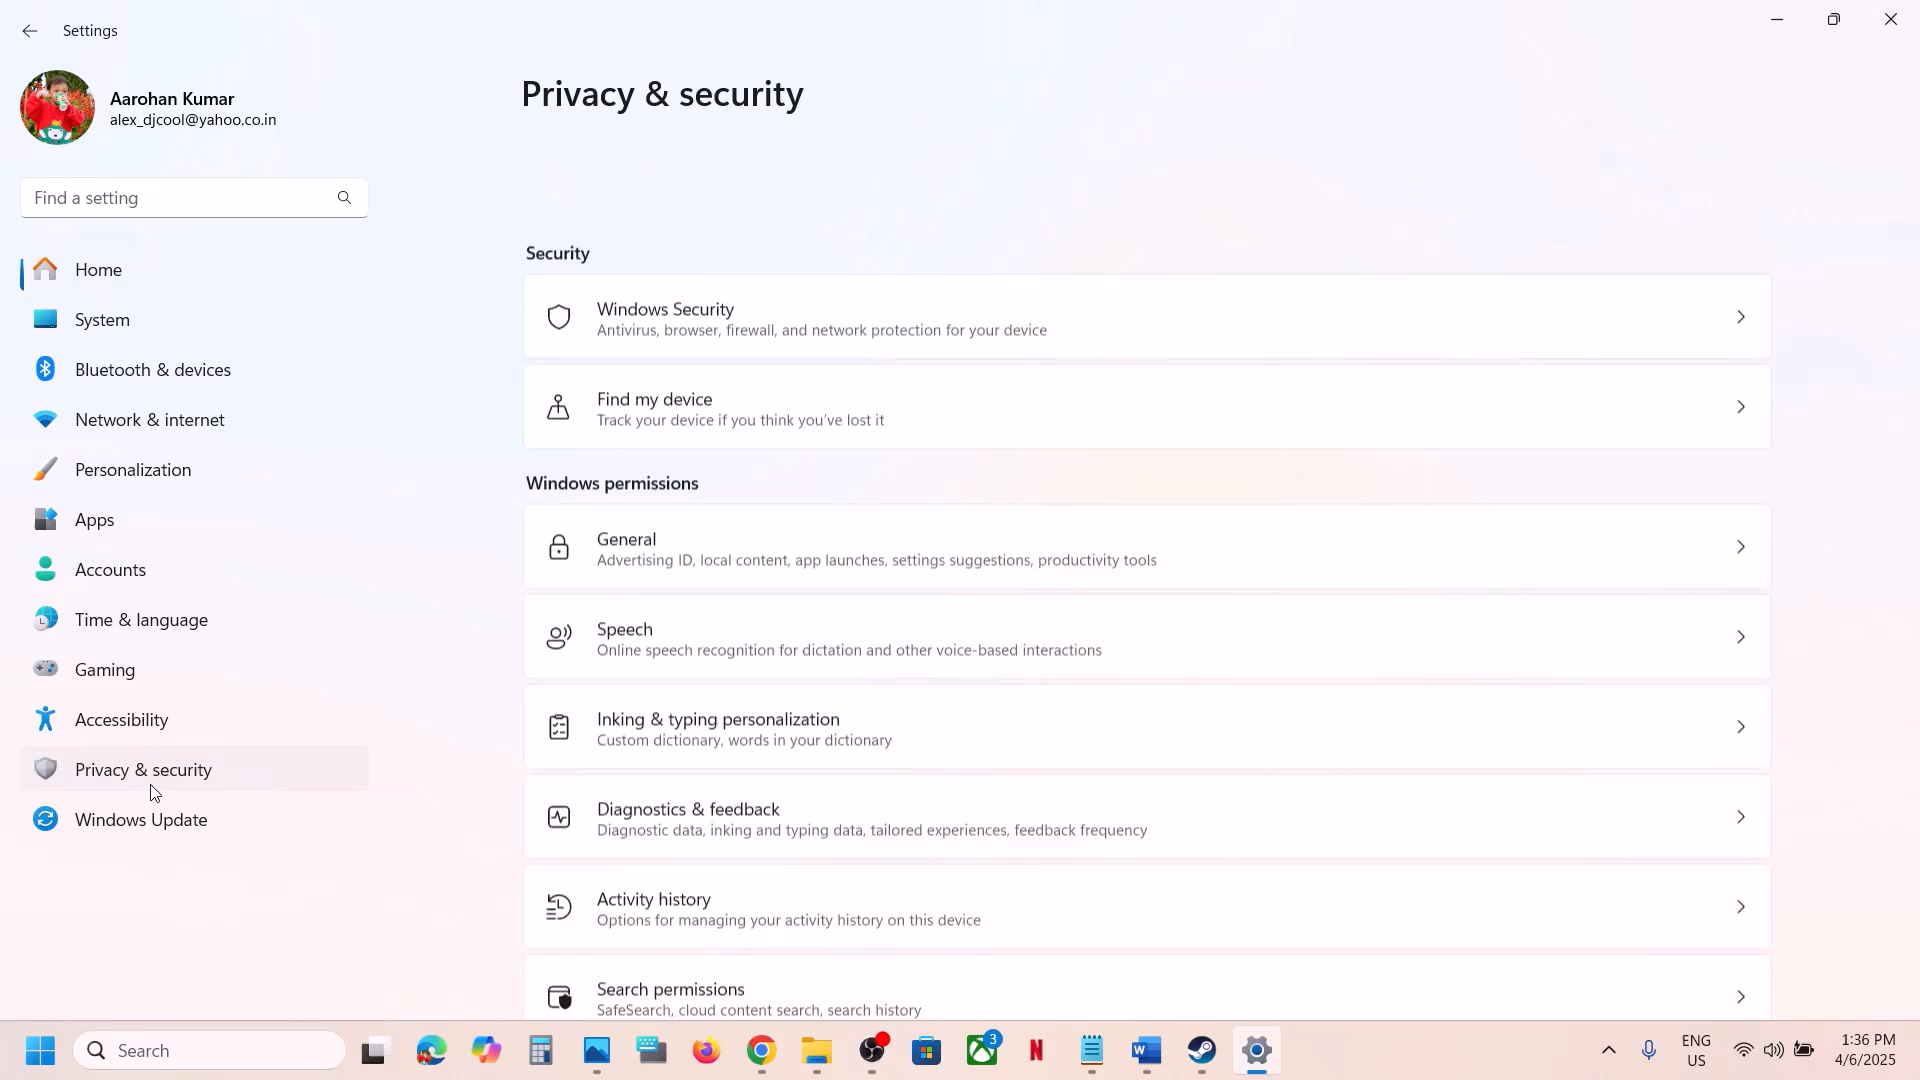 Settings
Aarohan Kumar
alex_djcool@yahoo.co.in
Find a setting
Home
System
Bluetooth & devices
Network & internet
Personalization
Apps
Accounts
Time & language
Gaming
Accessibility
Privacy & security
Windows Update
Privacy & security
Security
Windows Security
Antivirus, browser, firewall, and network protection for your device
Find my device
Track your device if you think you've lost it
Windows permissions
General
Advertising ID, local content, app launches, settings suggestions, productivity tools
Speech
Online speech recognition for dictation and other voice-based interactions
Inking & typing personalization
Custom dictionary, words in your dictionary
Diagnostics & feedback
Diagnostic data, inking and typing data, tailored experiences, feedback frequency
Activity history
Options for managing your activity history on this device
Search permissions
SafeSearch, cloud content search, search history
Search
3
N
W
ENG
US
1:36 PM
4/6/2025